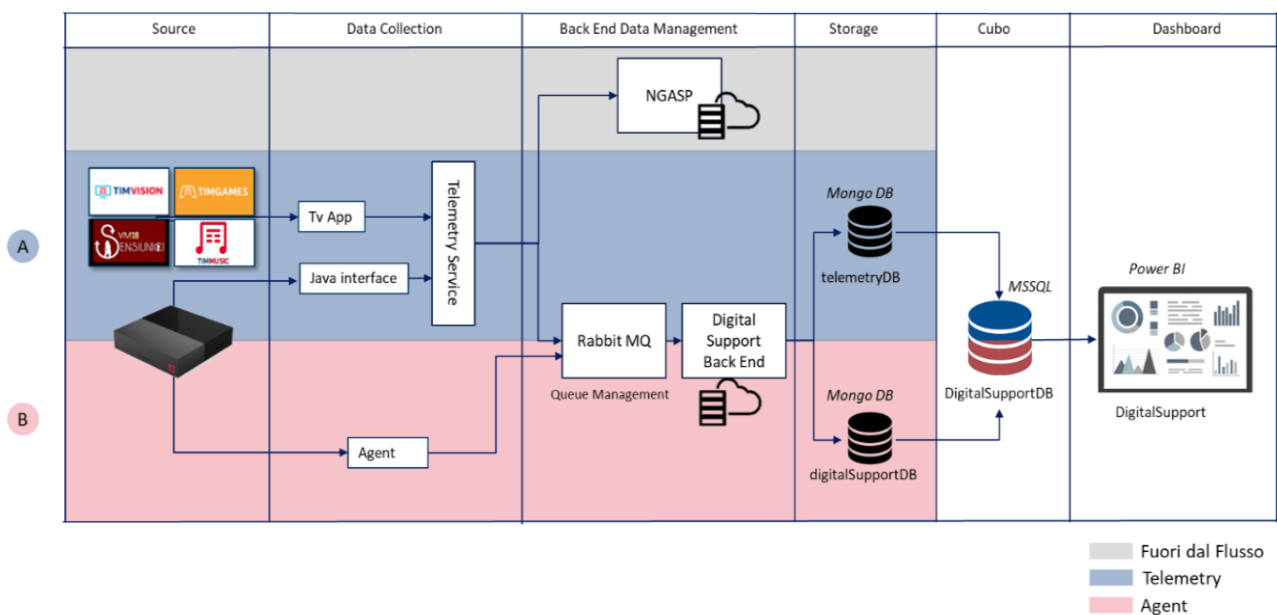 Source
Data Collection
Back End Data Management
Storage
Cubo
Dashboard
NGASP
TIMVISION
TIMGAMES
TIMMUSIC
Tv App
Java interface
Telemetry Service
A
Mongo DB
telemetryDB
Rabbit MQ
Queue Management
Digital
Support
Back End
MSSQL
DigitalSupportDB
Power BI
DigitalSupport
B
Agent
Mongo DB
digitalSupportDB
Fuori dal Flusso
Telemetry
Agent